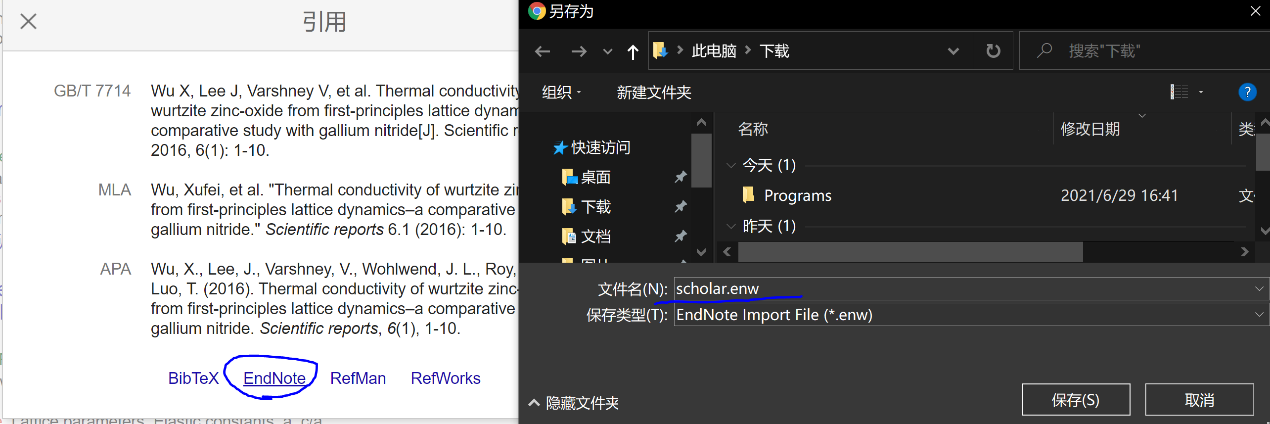 引用
GB/T 7714
Wu X, Lee J, Varshney V, et al. Thermal conductivity
wurtzite zinc-oxide from first-principles lattice dynam
comparative study with gallium nitride[J]. Scientific r
2016, 6(1): 1-10.
MLA
Wu, Xufei, et al. "Thermal conductivity of wurtzite zi
from first-principles lattice dynamics–a comparative
gallium nitride." Scientific reports 6.1 (2016): 1-10.
APA
Wu, X., Lee, J., Varshney, V., Wohlwend, J. L., Roy,
Luo, T. (2016). Thermal conductivity of wurtzite zinc-
from first-principles lattice dynamics–a comparative
gallium nitride. Scientific reports, 6(1), 1-10.
BibTeX EndNote RefMan RefWorks
Lattice parameters, Elastic constants, a, c/a
另存为
此电脑 下载
搜索"下载"
组织 新建文件夹
名称 修改日期 类
快速访问
桌面
下载
文档
图片
今天 (1)
Programs 2021/6/29 16:41 文
昨天 (1)
文件名(N): scholar.enw
保存类型(T): EndNote Import File (*.enw)
隐藏文件夹
保存(S) 取消